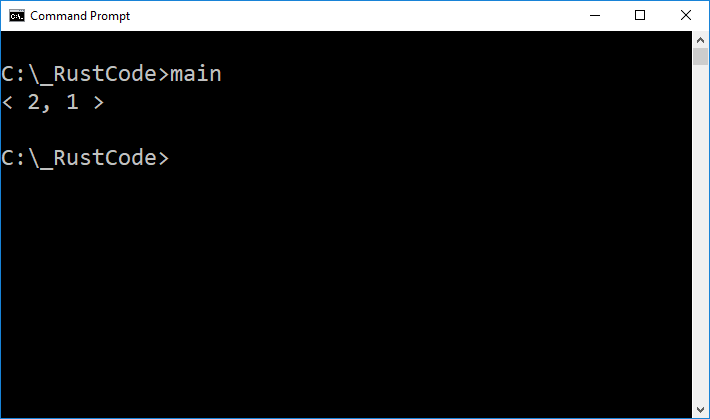 Command Prompt
C:\_RustCode>main
< 2, 1 >
C:\_RustCode>